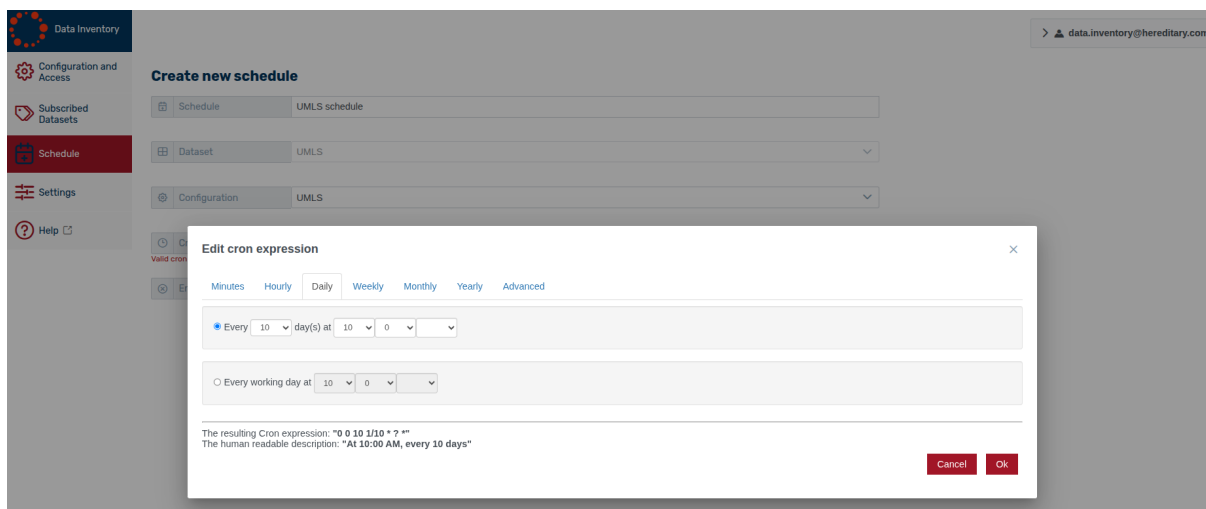 Data Inventory
data.inventory@hereditary.com
Configuration and
Access
Create new schedule
Schedule UMLS schedule
Subscribed
Datasets
Schedule
Dataset UMLS
Settings
Configuration UMLS
Help
Valid cron
Edit cron expression
Minutes Hourly Daily Weekly Monthly Yearly Advanced
Every 10 day(s) at 10 0
Every working day at 10 0
The resulting Cron expression: "0 0 10 1/10 * ? *"
The human readable description: "At 10:00 AM, every 10 days"
Cancel Ok